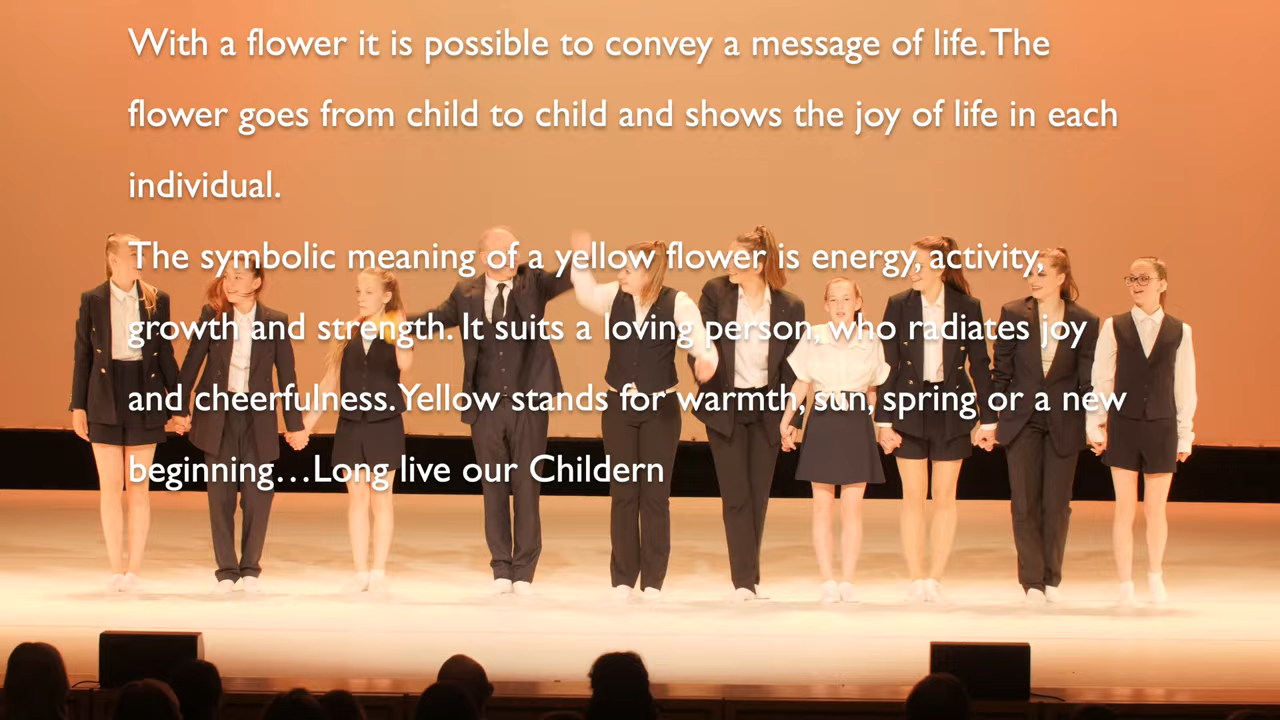 With a flower it is possible to convey a message of life. The
flower goes from child to child and shows the joy of life in each
individual.
The symbolic meaning of a yellow flower is energy, activity,
growth and strength. It suits a loving person, who radiates joy
and cheerfulness. Yellow stands for warmth, sun, spring or a new
beginning…Long live our Childern